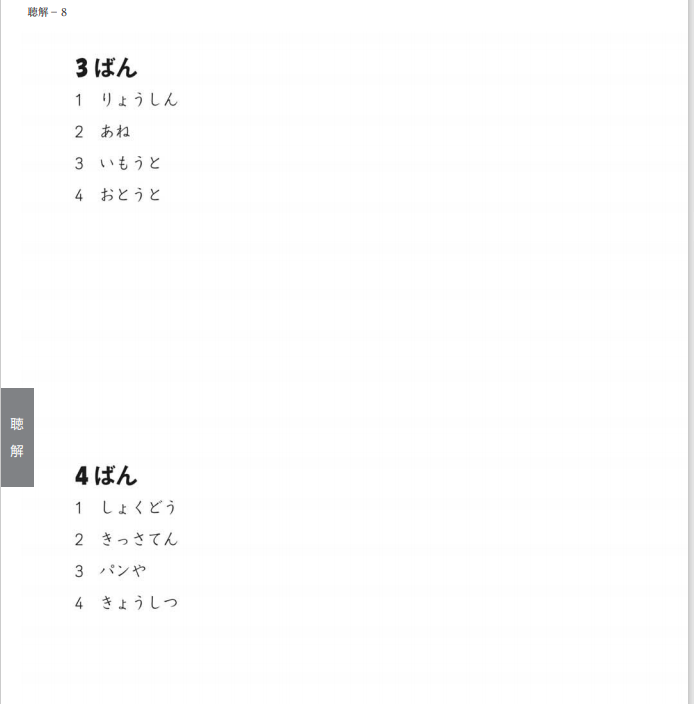 聴解 − 8
3 ばん
1 りょうしん
2 あね
3 いもうと
4 おとうと
聴解
4 ばん
1 しょくどう
2 きっさてん
3 パンや
4 きょうしつ